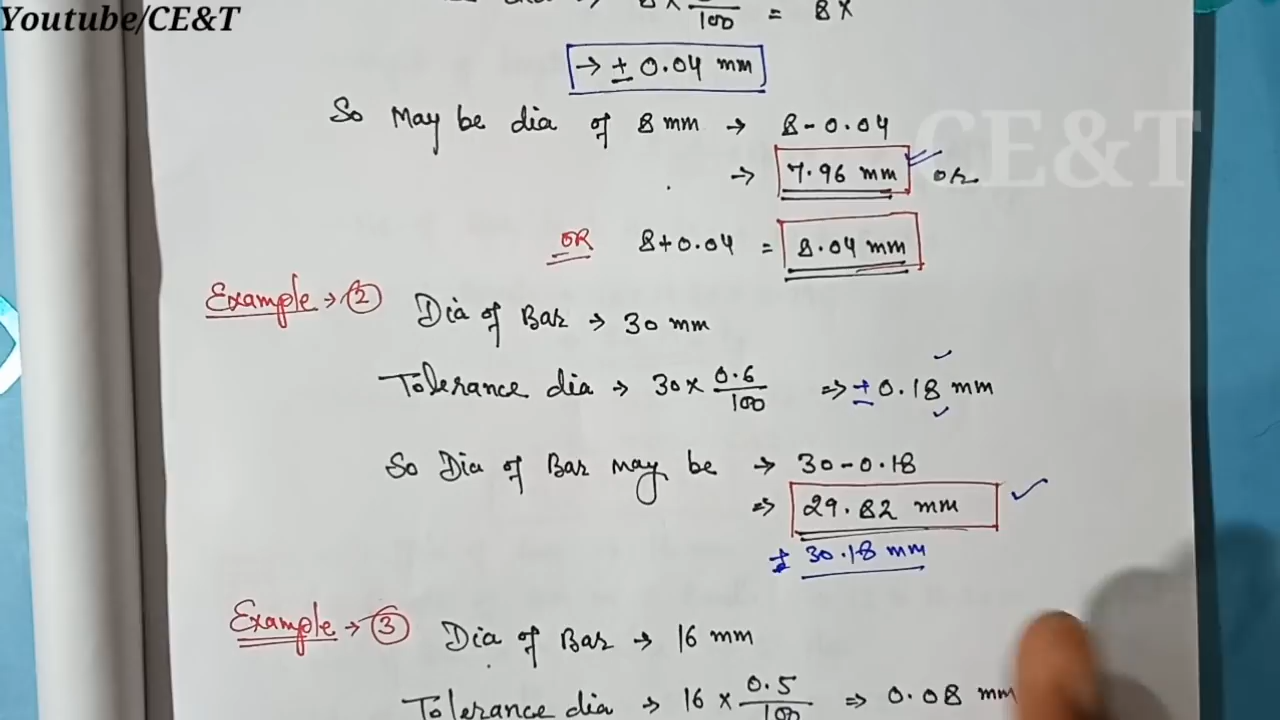 Youtube/CE&T
8 × /100 = 8 ×
→ ± 0.04 mm
CE&T
So May be dia of 8 mm → 8-0.04
→ 7.96 mm OR
OR 8+0.04 = 8.04 mm
Example → 2 Dia of Bar → 30 mm
Tolerance dia → 30 × 0.6/100 ⇒ ± 0.18 mm
So Dia of Bar may be → 30-0.18
⇒ 29.82 mm
± 30.18 mm
Example → 3 Dia of Bar → 16 mm
Tolerance dia → 16 × 0.5/100 ⇒ 0.08 mm